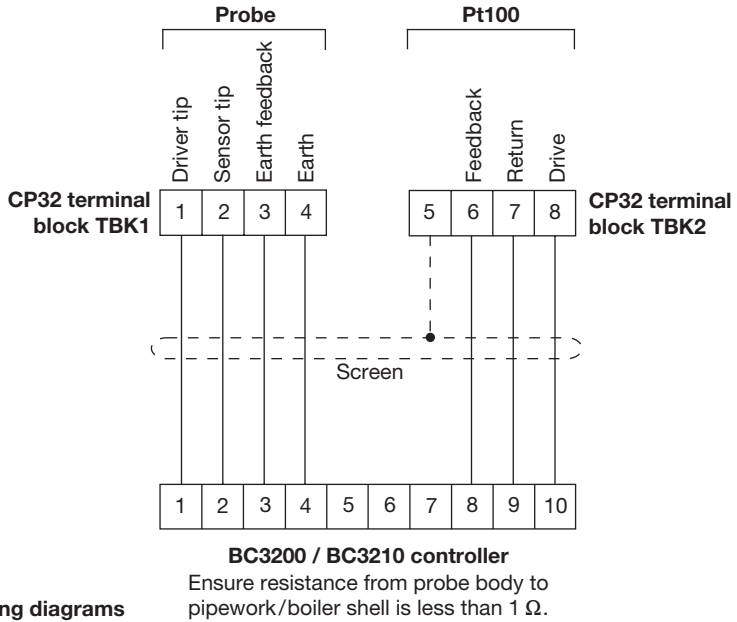 Probe
Pt100
Driver tip
Sensor tip
Earth feedback
Earth
Feedback
Return
Drive
CP32 terminal
block TBK1
1 2 3 4
5 6 7 8
CP32 terminal
block TBK2
Screen
1 2 3 4 5 6 7 8 9 10
BC3200 / BC3210 controller
Ensure resistance from probe body to
pipework/boiler shell is less than 1 Ω.
diagrams